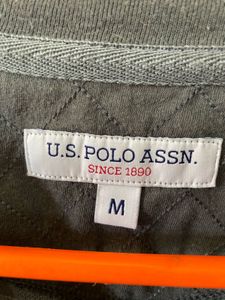 U.S. POLO ASSN.
SINCE 1890
M